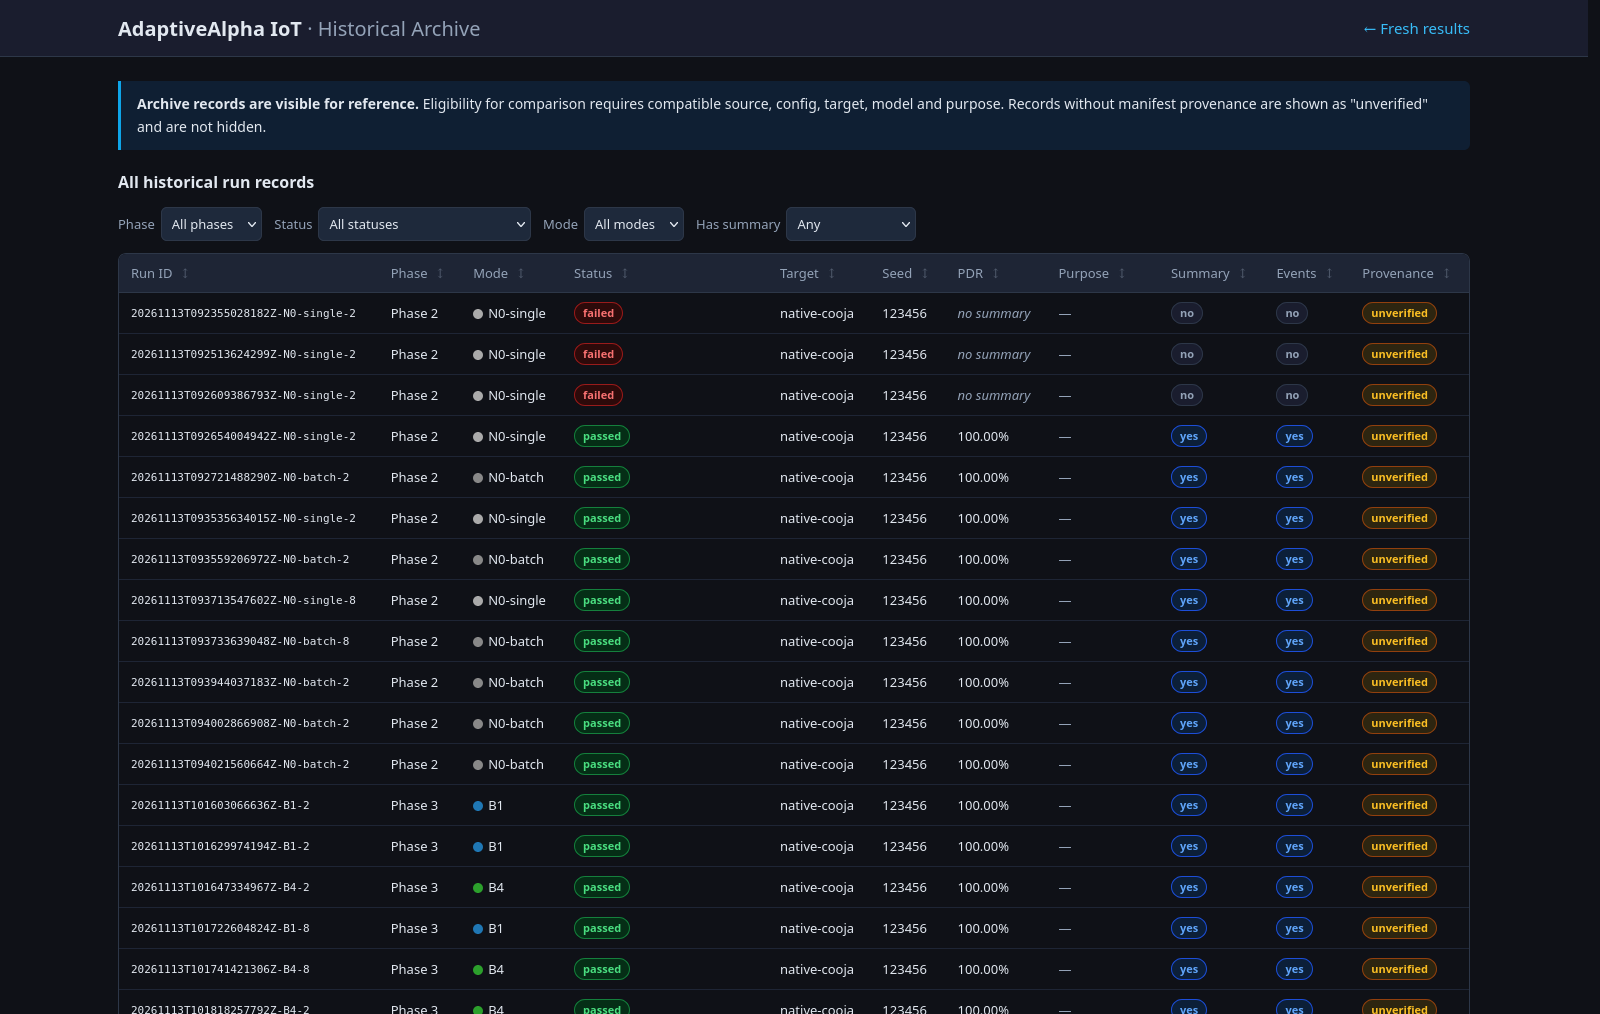 AdaptiveAlpha IoT · Historical Archive
← Fresh results
Archive records are visible for reference. Eligibility for comparison requires compatible source, config, target, model and purpose. Records without manifest provenance are shown as "unverified"
and are not hidden.
All historical run records
Phase All phases Status All statuses Mode All modes Has summary Any
Run ID ↕ Phase ↕ Mode ↕ Status ↕ Target ↕ Seed ↕ PDR ↕ Purpose ↕ Summary ↕ Events ↕ Provenance ↕
20261113T092355028182Z-N0-single-2 Phase 2 N0-single failed native-cooja 123456 no summary — no no unverified
20261113T092513624299Z-N0-single-2 Phase 2 N0-single failed native-cooja 123456 no summary — no no unverified
20261113T092609386793Z-N0-single-2 Phase 2 N0-single failed native-cooja 123456 no summary — no no unverified
20261113T092654004942Z-N0-single-2 Phase 2 N0-single passed native-cooja 123456 100.00% — yes yes unverified
20261113T092721488290Z-N0-batch-2 Phase 2 N0-batch passed native-cooja 123456 100.00% — yes yes unverified
20261113T093535634015Z-N0-single-2 Phase 2 N0-single passed native-cooja 123456 100.00% — yes yes unverified
20261113T093559206972Z-N0-batch-2 Phase 2 N0-batch passed native-cooja 123456 100.00% — yes yes unverified
20261113T093713547602Z-N0-single-8 Phase 2 N0-single passed native-cooja 123456 100.00% — yes yes unverified
20261113T093733639048Z-N0-batch-8 Phase 2 N0-batch passed native-cooja 123456 100.00% — yes yes unverified
20261113T093944037183Z-N0-batch-2 Phase 2 N0-batch passed native-cooja 123456 100.00% — yes yes unverified
20261113T094002866908Z-N0-batch-2 Phase 2 N0-batch passed native-cooja 123456 100.00% — yes yes unverified
20261113T094021560664Z-N0-batch-2 Phase 2 N0-batch passed native-cooja 123456 100.00% — yes yes unverified
20261113T101603066636Z-B1-2 Phase 3 B1 passed native-cooja 123456 100.00% — yes yes unverified
20261113T101629974194Z-B1-2 Phase 3 B1 passed native-cooja 123456 100.00% — yes yes unverified
20261113T101647334967Z-B4-2 Phase 3 B4 passed native-cooja 123456 100.00% — yes yes unverified
20261113T101722604824Z-B1-8 Phase 3 B1 passed native-cooja 123456 100.00% — yes yes unverified
20261113T101741421306Z-B4-8 Phase 3 B4 passed native-cooja 123456 100.00% — yes yes unverified
20261113T101818257792Z-B4-2 Phase 3 B4 passed native-cooja 123456 100.00% — yes yes unverified